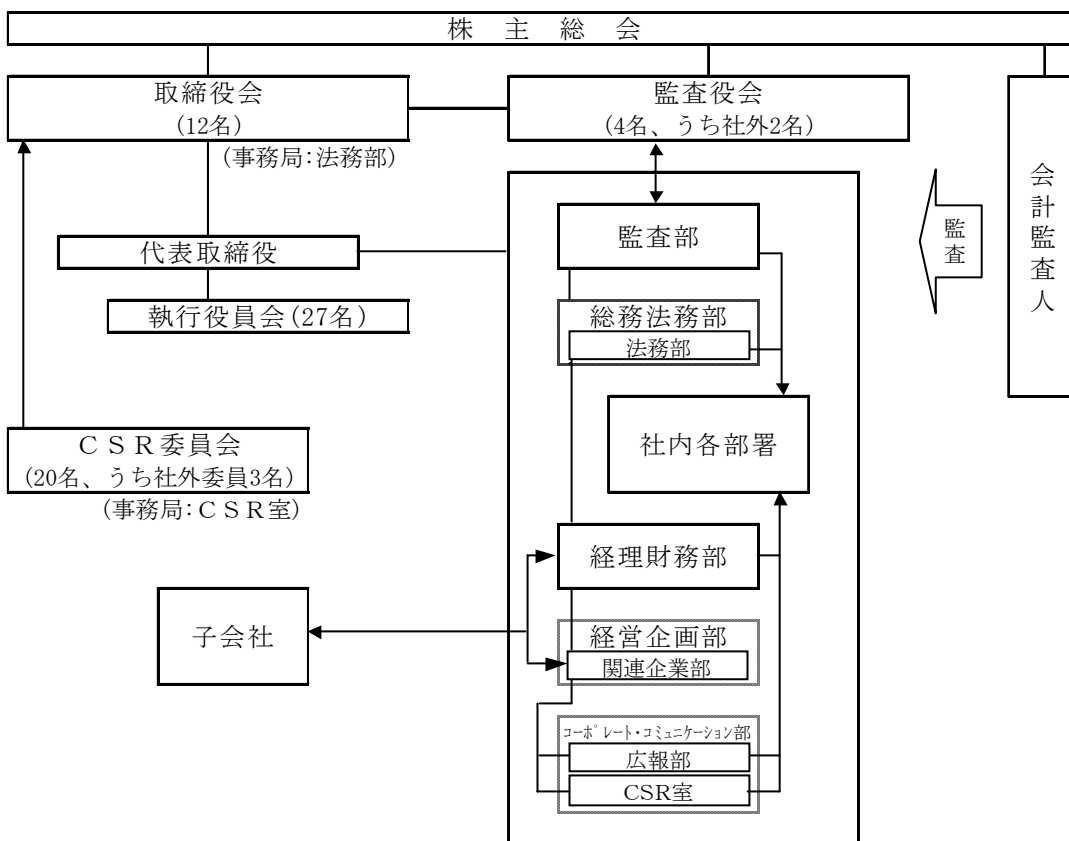 株主総会
取締役会
(12名)
(事務局:法務部)
監査役会
(4名、うち社外2名)
会計監査人
監査
代表取締役
執行役員会(27名)
CSR委員会
(20名、うち社外委員3名)
(事務局:CSR室)
子会社
監査部
総務法務部
法務部
社内各部署
経理財務部
経営企画部
関連企業部
コーポレート・コミュニケーション部
広報部
CSR室